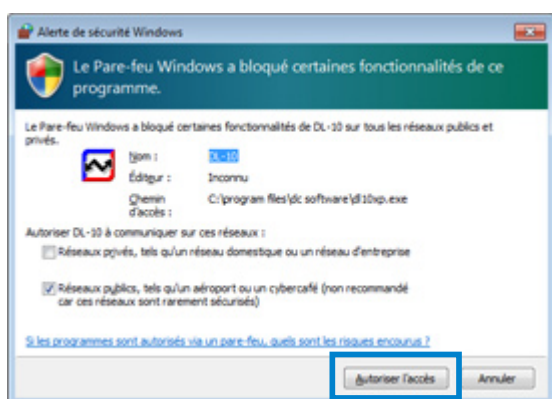 Alerte de sécurité Windows
Le Pare-feu Windows a bloqué certaines fonctionnalités de ce
programme.
Le Pare-feu Windows a bloqué certaines fonctionnalités de DL-10 sur tous les réseaux publics et
privés.
Nom : DL-10
Éditeur : Inconnu
Chemin d'accès : C:\program files\dc software\dl10xp.exe
Autoriser DL-10 à communiquer sur ces réseaux :
Réseaux privés, tels qu'un réseau domestique ou un réseau d'entreprise
Réseaux publics, tels qu'un aéroport ou un cybercafé (non recommandé
car ces réseaux sont rarement sécurisés)
Si les programmes sont autorisés via un pare-feu, quels sont les risques encourus ?
Autoriser l'accès Annuler